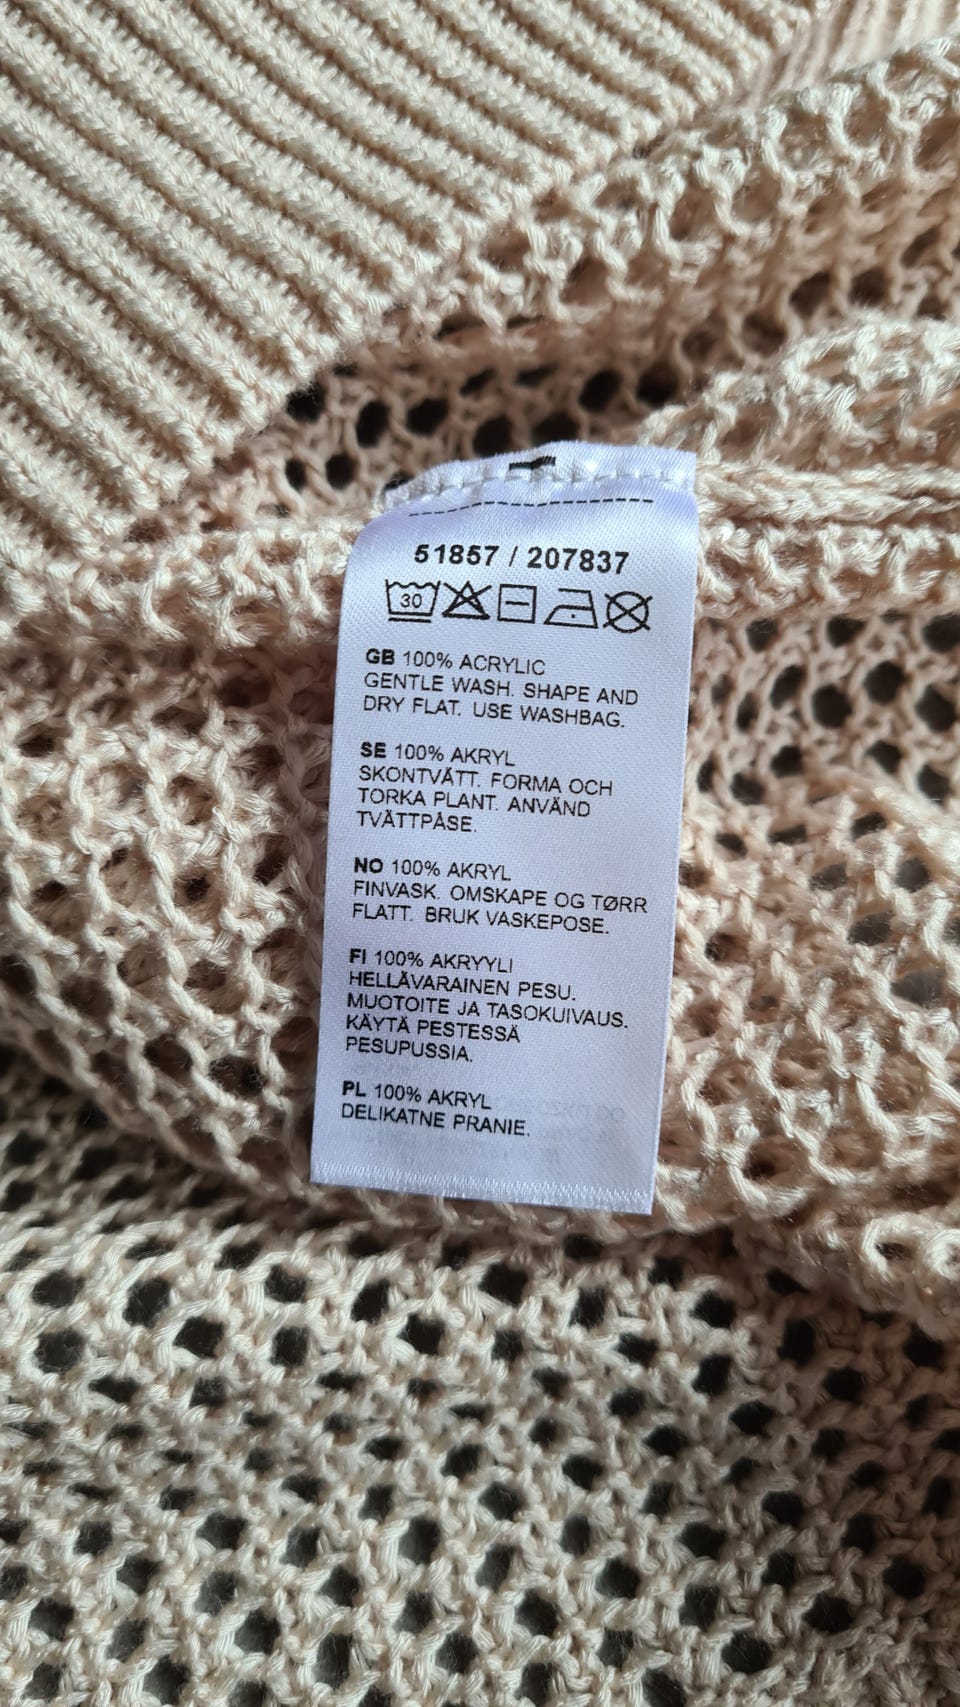 51857 / 207837
30
GB 100% ACRYLIC
GENTLE WASH. SHAPE AND
DRY FLAT. USE WASHBAG.
SE 100% AKRYL
SKONTVÄTT. FORMA OCH
TORKA PLANT. ANVÄND
TVÄTTPÅSE.
NO 100% AKRYL
FINVASK. OMSKAPE OG TØRR
FLATT. BRUK VASKEPOSE.
FI 100% AKRYYLI
HELLÄVARAINEN PESU.
MUOTOITE JA TASOKUIVAUS.
KÄYTÄ PESTESSÄ
PESUPUSSIA.
PL 100% AKRYL
DELIKATNE PRANIE.